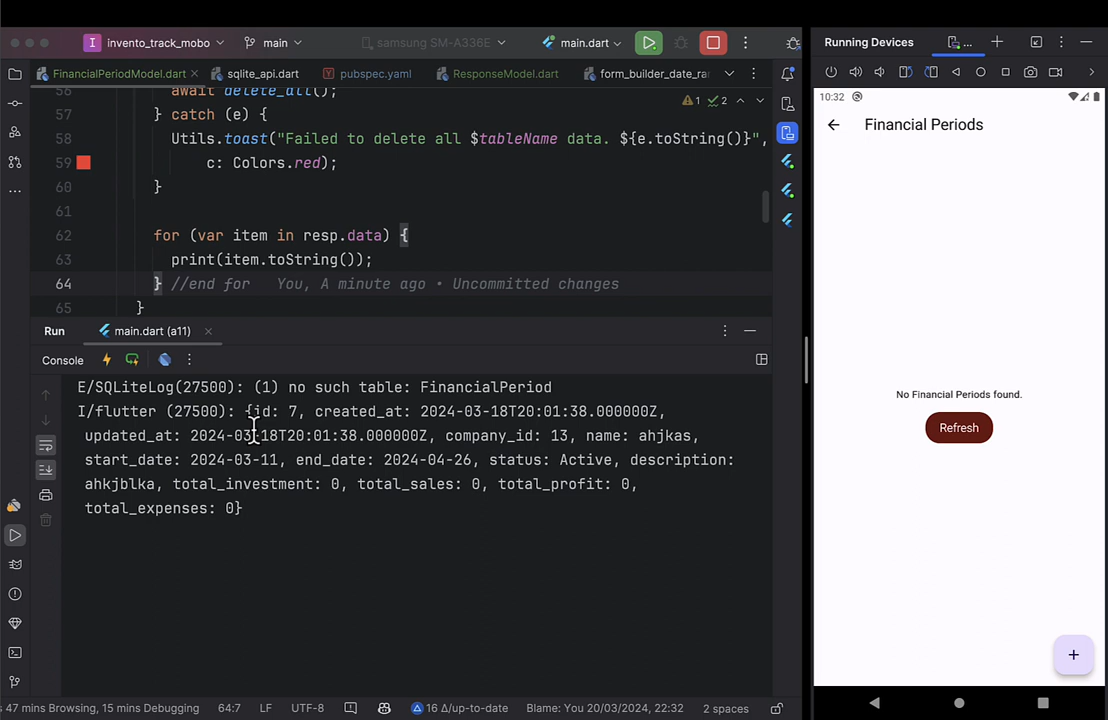 invento_track_mobo
main
samsung SM-A336E
main.dart
Running Devices
...
FinancialPeriodModel.dart
sqlite_api.dart
pubspec.yaml
ResponseModel.dart
form_builder_date_ra
56 await delete_all();
1 2
57 } catch (e) {
58 Utils.toast("Failed to delete all $tableName data. ${e.toString()}",
59 c: Colors.red);
60 }
61
62 for (var item in resp.data) {
63 print(item.toString());
64 } //end for You, A minute ago • Uncommitted changes
65 }
Run
main.dart (a11)
Console
E/SQLiteLog(27500): (1) no such table: FinancialPeriod
I/flutter (27500): {id: 7, created_at: 2024-03-18T20:01:38.000000Z,
updated_at: 2024-03-18T20:01:38.000000Z, company_id: 13, name: ahjkas,
start_date: 2024-03-11, end_date: 2024-04-26, status: Active, description:
ahkjblka, total_investment: 0, total_sales: 0, total_profit: 0,
total_expenses: 0}
10:32
Financial Periods
No Financial Periods found.
Refresh
+
47 mins Browsing, 15 mins Debugging
64:7
LF
UTF-8
16 Δ/up-to-date
Blame: You 20/03/2024, 22:32
2 spaces